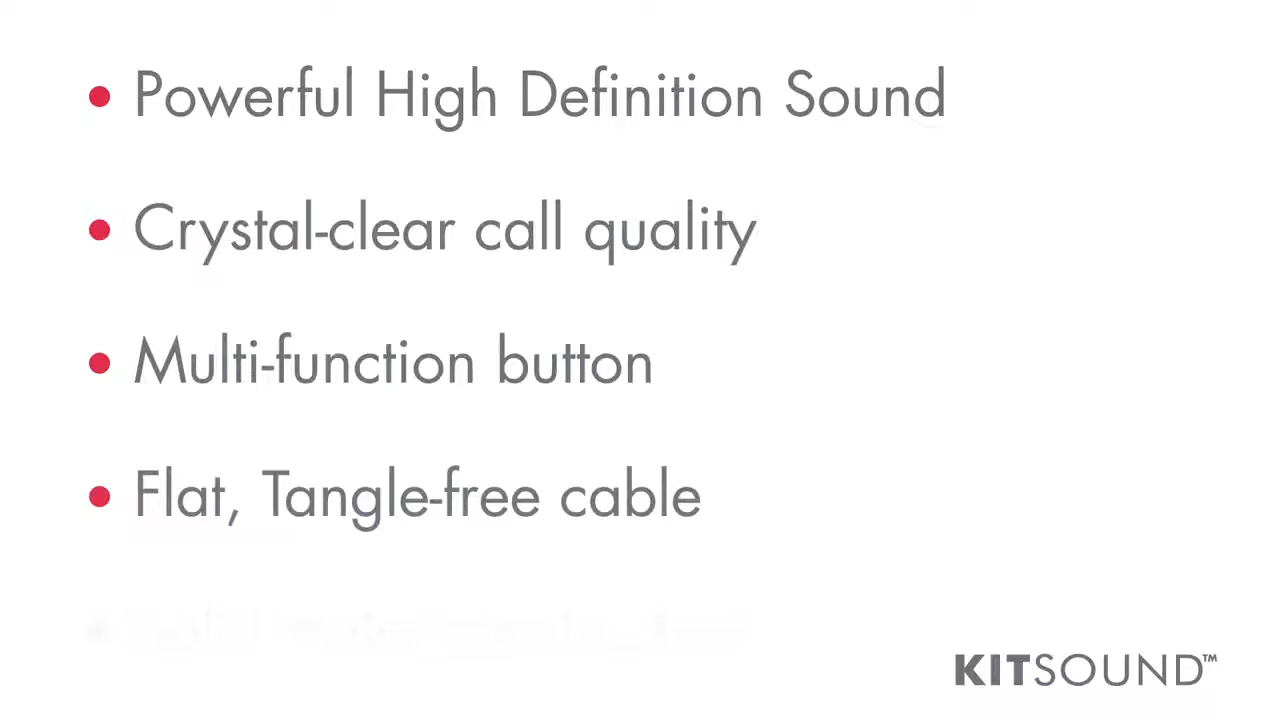 • Powerful High Definition Sound
• Crystal-clear call quality
• Multi-function button
• Flat, Tangle-free cable
KITSOUND™